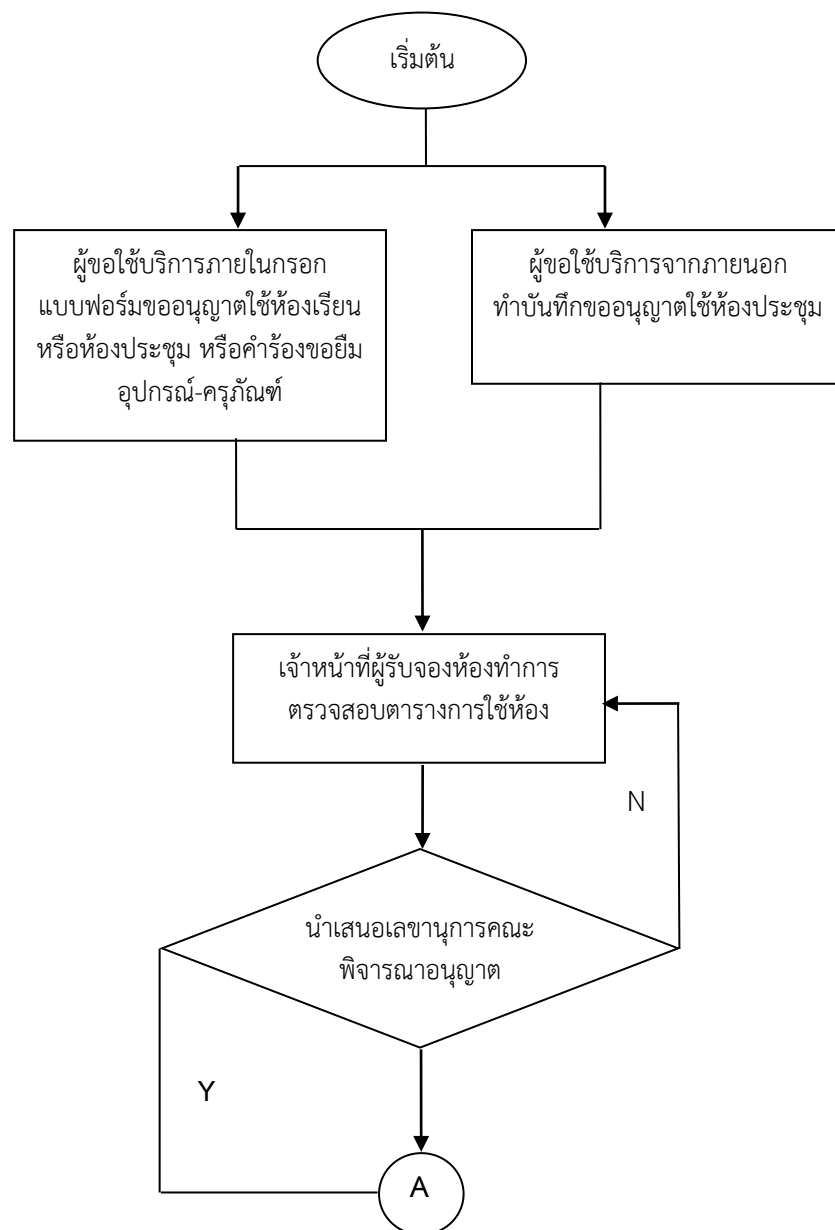 เริ่มต้น
ผู้ขอใช้บริการภายในกรอก
แบบฟอร์มขออนุญาตใช้ห้องเรียน
หรือห้องประชุม หรือคำร้องขอยืม
อุปกรณ์-ครุภัณฑ์
ผู้ขอใช้บริการจากภายนอก
ทำบันทึกขออนุญาตใช้ห้องประชุม
เจ้าหน้าที่ผู้รับจองห้องทำการ
ตรวจสอบตารางการใช้ห้อง
N
นำเสนอเลขานุการคณะ
พิจารณาอนุญาต
Y
A